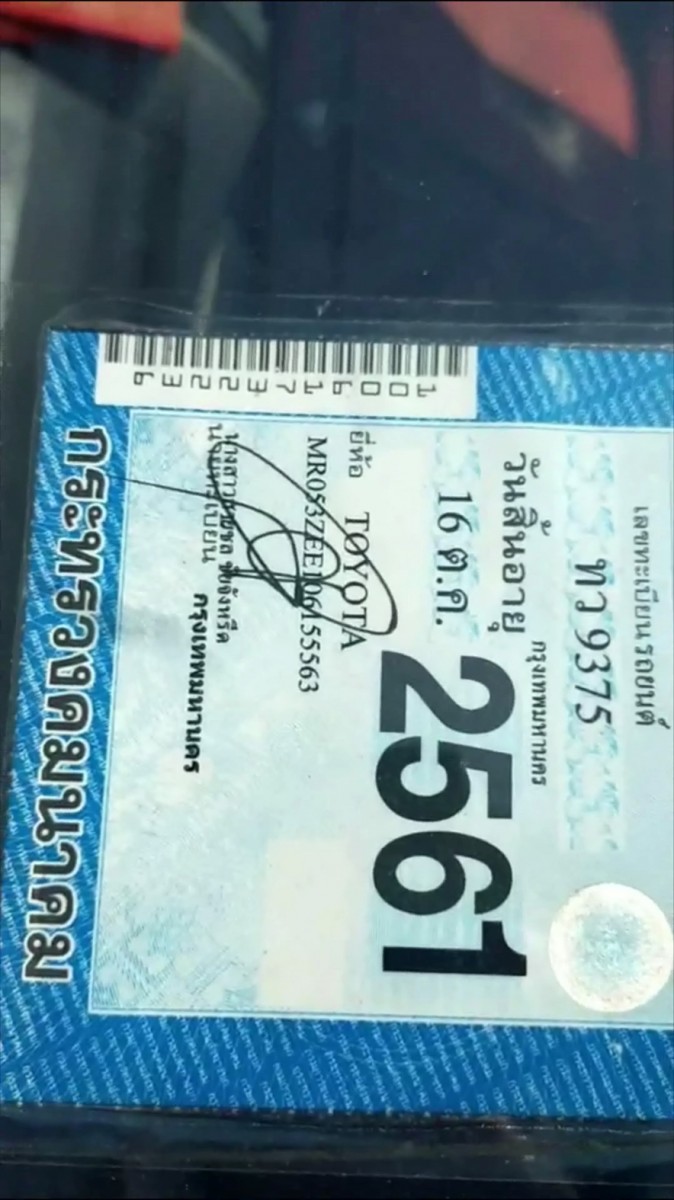 เลขทะเบียน รถยนต์
ทว 9375
กรุงเทพมหานคร
วันสิ้นอายุ
16 ต.ค. 2561
ยี่ห้อ TOYOTA
MR053ZEE106155563
นายทะเบียน
กรุงเทพมหานคร
10061732236
กระทรวงคมนาคม